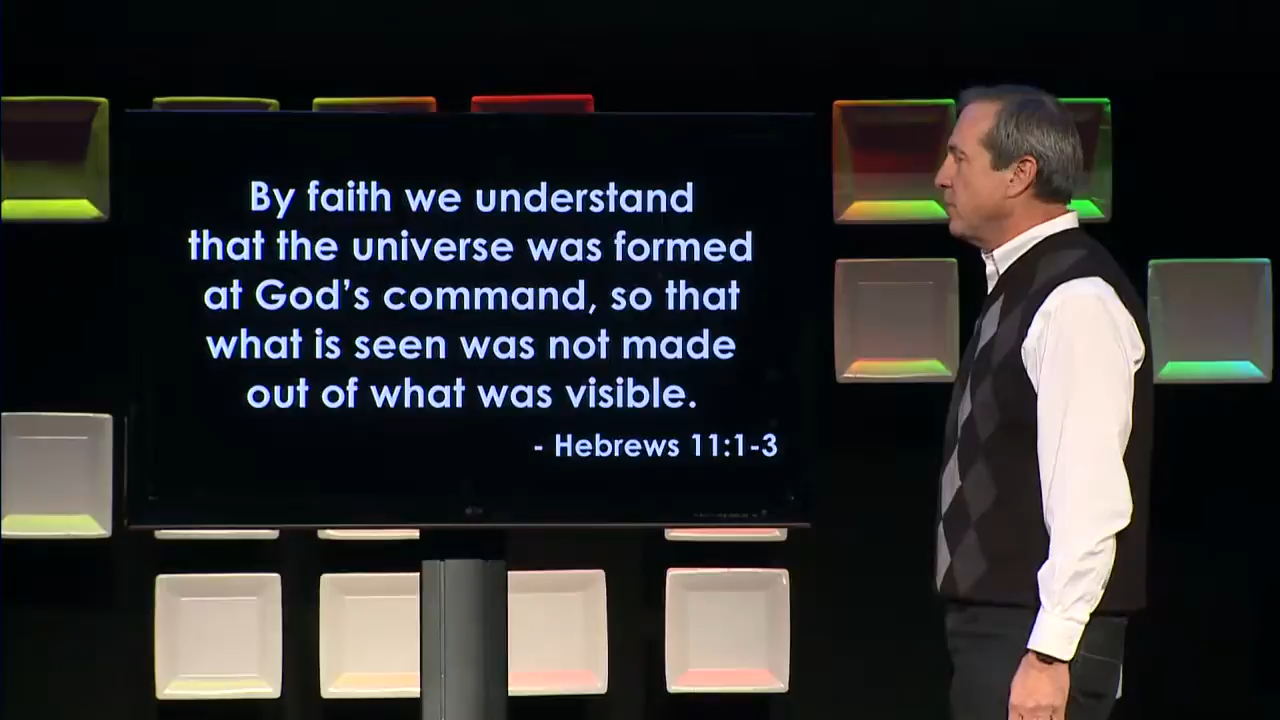 By faith we understand
that the universe was formed
at God's command, so that
what is seen was not made
out of what was visible.
- Hebrews 11:1-3